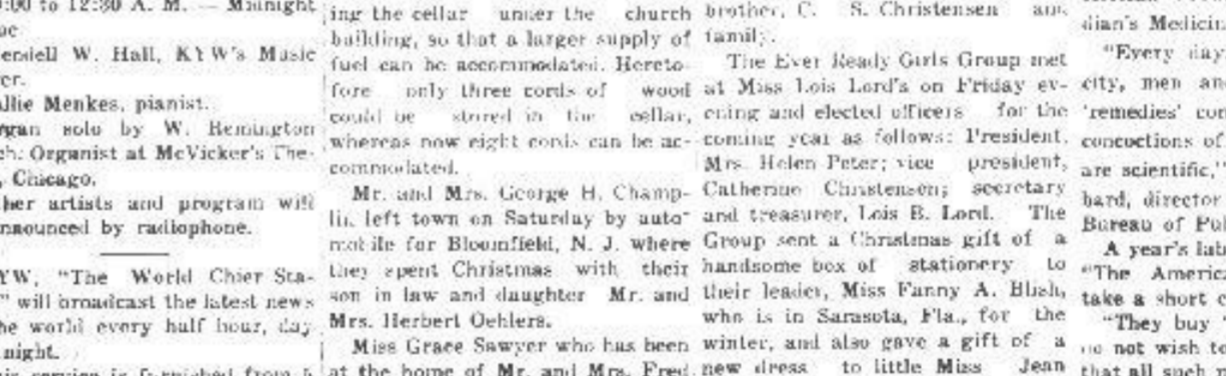 0:00 to 12:30 A. M. — Midnight
endell W. Hall, KYW's Music
er.
allie Menkes, pianist.
rgan solo by W. Remington
ch: Organist at McVicker's The-
, Chicago.
ther artists and program will
nnounced by radiophone.
YW, "The World Chier Sta-
" will broadcast the latest news
he world every half hour, day
night.
ing the cellar under the church
building, so that a larger supply of
fuel can be accommodated. Hereto-
fore only three cords of wood
could be stored in the cellar,
whereas now eight cords can be ac-
commodated.
Mr. and Mrs. George H. Champ-
lin left town on Saturday by auto-
mobile for Bloomfield, N. J. where
they spent Christmas with their
son in law and daughter Mr. and
Mrs. Herbert Oehlers.
Miss Grace Sawyer who has been
at the home of Mr. and Mrs. Fred
brother, C. S. Christensen and
family.
The Ever Ready Girls Group met
at Miss Lois Lord's on Friday ev-
ening and elected officers for the
coming year as follows: President,
Mrs. Helen Peter; vice president,
Catherine Christensen; secretary
and treasurer, Lois B. Lord. The
Group sent a Christmas gift of a
handsome box of stationery to
their leader, Miss Fanny A. Blish,
who is in Sarasota, Fla., for the
winter, and also gave a gift of a
new dress to little Miss Jean
dian's Medicin
"Every day
city, men an
'remedies' con
concoctions of
are scientific,"
bard, director
Bureau of Pu
A year's lab
"The America
take a short c
"They buy
do not wish to
that all such